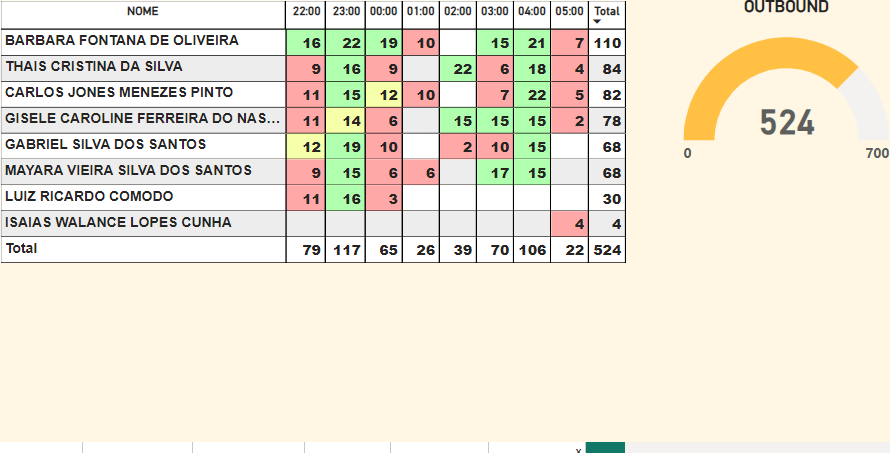 NOME 22:00 23:00 00:00 01:00 02:00 03:00 04:00 05:00 Total
BARBARA FONTANA DE OLIVEIRA 16 22 19 10 15 21 7 110
THAIS CRISTINA DA SILVA 9 16 9 22 6 18 4 84
CARLOS JONES MENEZES PINTO 11 15 12 10 7 22 5 82
GISELE CAROLINE FERREIRA DO NAS... 11 14 6 15 15 15 2 78
GABRIEL SILVA DOS SANTOS 12 19 10 2 10 15 68
MAYARA VIEIRA SILVA DOS SANTOS 9 15 6 6 17 15 68
LUIZ RICARDO COMODO 11 16 3 30
ISAIAS WALANCE LOPES CUNHA 4 4
Total 79 117 65 26 39 70 106 22 524
OUTBOUND
524
0 700
x